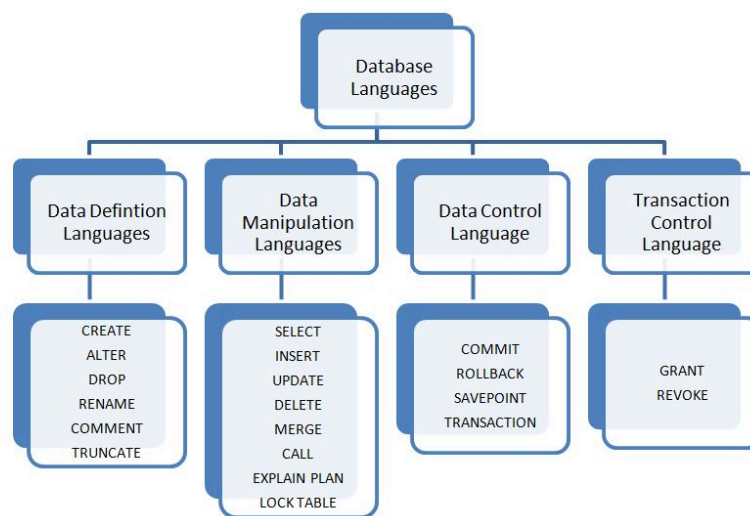 Database
Languages
Data Defintion
Languages
Data
Manipulation
Languages
Data Control
Language
Transaction
Control
Language
CREATE
ALTER
DROP
RENAME
COMMENT
TRUNCATE
SELECT
INSERT
UPDATE
DELETE
MERGE
CALL
EXPLAIN PLAN
LOCK TABLE
COMMIT
ROLLBACK
SAVEPOINT
TRANSACTION
GRANT
REVOKE